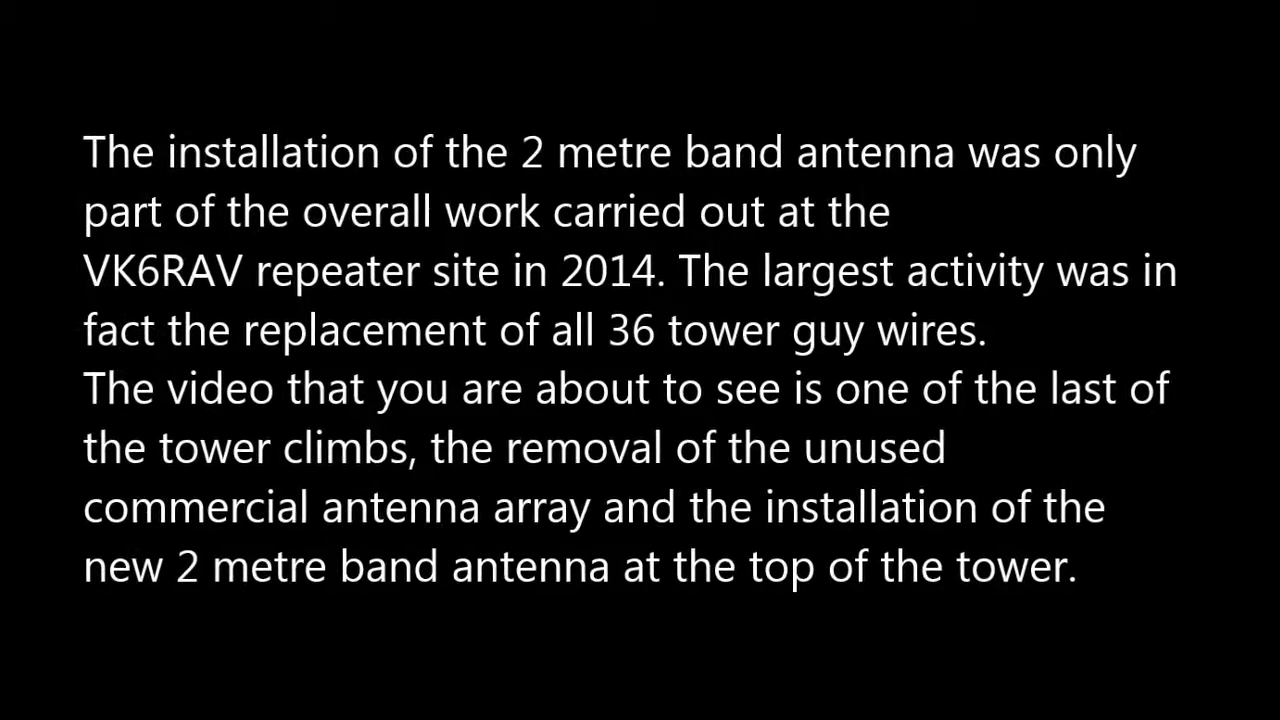 The installation of the 2 metre band antenna was only
part of the overall work carried out at the
VK6RAV repeater site in 2014. The largest activity was in
fact the replacement of all 36 tower guy wires.
The video that you are about to see is one of the last of
the tower climbs, the removal of the unused
commercial antenna array and the installation of the
new 2 metre band antenna at the top of the tower.